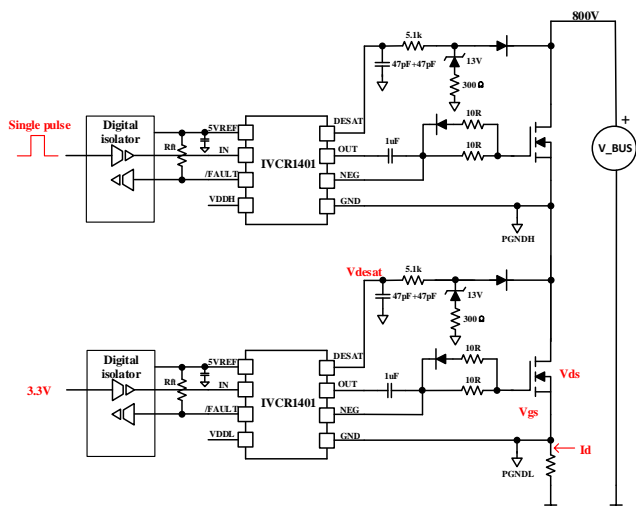 800V
5.1k
47pF+47pF
13V
300Ω
DESAT
Single pulse
Digital
isolator
Rft
5VREF
IN
/FAULT
VDDH
IVCR1401
OUT
NEG
GND
1uF
10R
10R
PGNDH
+
V_BUS
Vdesat
5.1k
47pF+47pF
13V
300Ω
DESAT
3.3V
Digital
isolator
Rft
5VREF
IN
/FAULT
VDDL
IVCR1401
OUT
NEG
GND
1uF
10R
10R
Vds
Vgs
Id
PGNDL